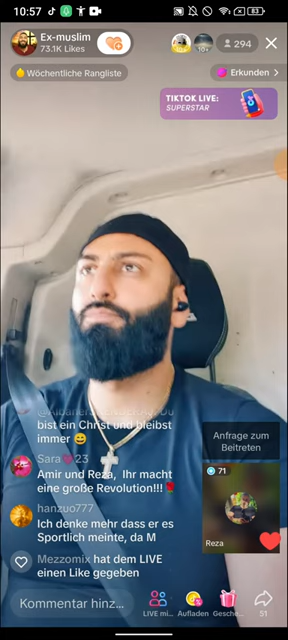 10:57
83
Ex-muslim
73.1K Likes
10+
294
Wöchentliche Rangliste
Erkunden >
TIKTOK LIVE:
SUPERSTAR
bist ein Christ und bleibst
immer 😄
Sara 23
Amir und Reza, Ihr macht
eine große Revolution!!!🌹
hanzuo777
Ich denke mehr dass er es
Sportlich meinte, da M
Mezzomix hat dem LIVE
einen Like gegeben
Anfrage zum
Beitreten
71
Reza
Kommentar hinz...
LIVE mi...
Aufladen
Gesche...
51